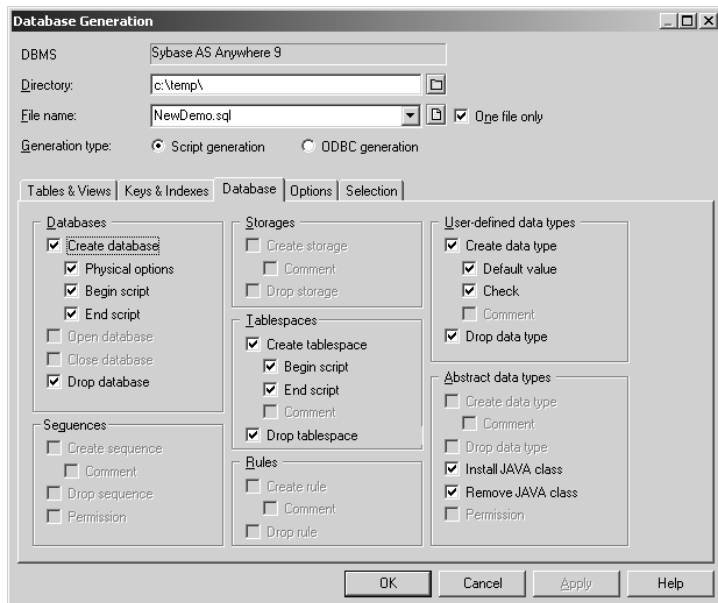 Database Generation
DBMS
Sybase AS Anywhere 9
Directory:
c:\temp\
File name:
NewDemo.sql
One file only
Generation type:
Script generation
ODBC generation
Tables & Views
Keys & Indexes
Database
Options
Selection
Databases
Create database
Physical options
Begin script
End script
Open database
Close database
Drop database
Sequences
Create sequence
Comment
Drop sequence
Permission
Storages
Create storage
Comment
Drop storage
Tablespaces
Create tablespace
Begin script
End script
Comment
Drop tablespace
Rules
Create rule
Comment
Drop rule
User-defined data types
Create data type
Default value
Check
Comment
Drop data type
Abstract data types
Create data type
Comment
Drop data type
Install JAVA class
Remove JAVA class
Permission
OK
Cancel
Apply
Help